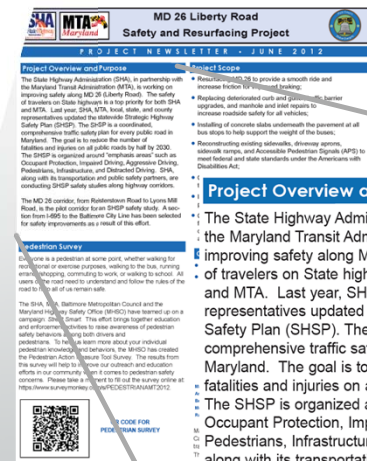 SHA
MTA
Maryland
MD 26 Liberty Road
Safety and Resurfacing Project
PROJECT NEWSLETTER • JUNE 2012
Project Overview and Purpose
The State Highway Administration (SHA), in partnership with
the Maryland Transit Administration (MTA), is working on
improving safety along MD 26 (Liberty Road). The safety
of travelers on State highways is a top priority for both SHA
and MTA. Last year, SHA, MTA, local, state, and county
representatives updated the statewide Strategic Highway
Safety Plan (SHSP). The SHSP is a coordinated,
comprehensive traffic safety plan for every public road in
Maryland. The goal is to reduce the number of
fatalities and injuries on all public roads by 2030.
The SHSP is organized around "emphasis areas" such as
Occupant Protection, Impaired Driving, Aggressive Driving,
Pedestrians, Infrastructure, and Distracted Driving. SHA,
along with its transportation and public safety partners, are
conducting SHSP safety studies along highway corridors.
The MD 26 corridor, from Reisterstown Road to Lyons Mill
Road, is the pilot corridor for an SHSP safety study. A sec-
tion from I-695 to the Baltimore City Line has been selected
for safety improvements as a result of this effort.
Pedestrian Survey
Everyone is a pedestrian at some point; whether walking for
recreational or exercise purposes, walking to the bus, running
errands, shopping, commuting to work, or walking to school. All
users of the road need to understand and follow the rules of the
road to help all of us remain safe.
The SHA, MTA, Baltimore Metropolitan Council and the
Maryland Highway Safety Office (MHSO) have teamed up on a
campaign: Street Smart. This effort brings together education
and enforcement activities to raise awareness of pedestrian
safety behaviors among both drivers and
pedestrians. To help us learn more about your individual
pedestrian knowledge and behaviors, the MHSO has created
the Pedestrian Action Measure Tool Survey. The results from
this survey will help to improve our outreach and education
efforts in our community when it comes to pedestrian safety
concerns. Please take a moment to fill out the survey online at:
https://www.surveymonkey.com/s/PEDESTRIANAMT2012.
QR CODE FOR
PEDESTRIAN SURVEY
Project Scope
• Resurfacing MD 26 to provide a smooth ride and
increase friction for improved braking;
• Replacing deteriorated curb and gutter, traffic barrier
upgrades, and manhole and inlet repairs to
increase roadside safety for all vehicles;
• Installing of concrete slabs underneath the pavement at all
bus stops to help support the weight of the buses;
• Reconstructing existing sidewalks, driveway aprons,
sidewalk ramps, and Accessible Pedestrian Signals (APS) to
meet federal and state standards under the Americans with
Disabilities Act;
Project Overview a
The State Highway Admi
the Maryland Transit Adr
improving safety along M
of travelers on State high
and MTA. Last year, SH
representatives updated
Safety Plan (SHSP). The
comprehensive traffic sa
Maryland. The goal is to
fatalities and injuries on a
The SHSP is organized a
Occupant Protection, Imp
Pedestrians, Infrastructur
along with its transportat